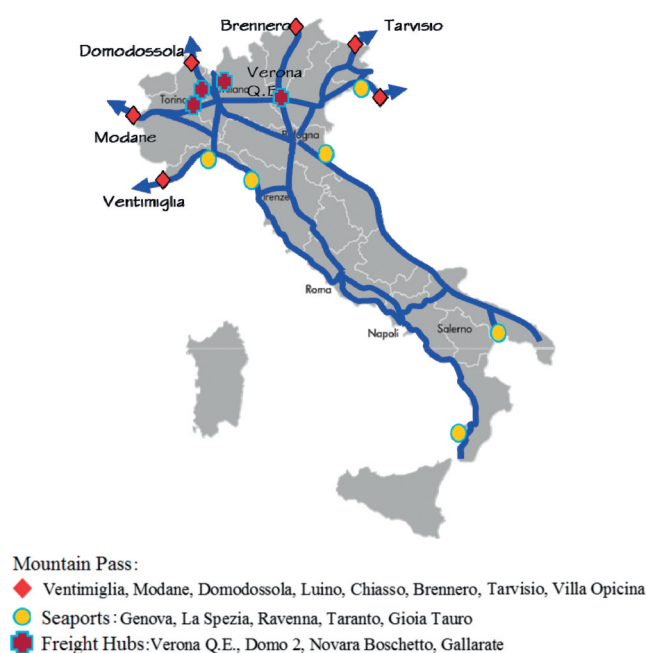 Brennero
Tarvisio
Domodossola
Verona
Q.E.
Torino
Modane
Bologna
Ventimiglia
Firenze
Roma
Napoli
Salerno
Mountain Pass:
Ventimiglia, Modane, Domodossola, Luino, Chiasso, Brennero, Tarvisio, Villa Opicina
Seaports: Genova, La Spezia, Ravenna, Taranto, Gioia Tauro
Freight Hubs:Verona Q.E., Domo 2, Novara Boschetto, Gallarate